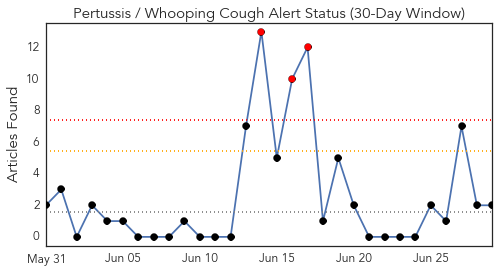 Pertussis / Whooping Cough Alert Status (30-Day Window)
Articles Found
12
10
8
6
4
2
0
May 31
Jun 05
Jun 10
Jun 15
Jun 20
Jun 25